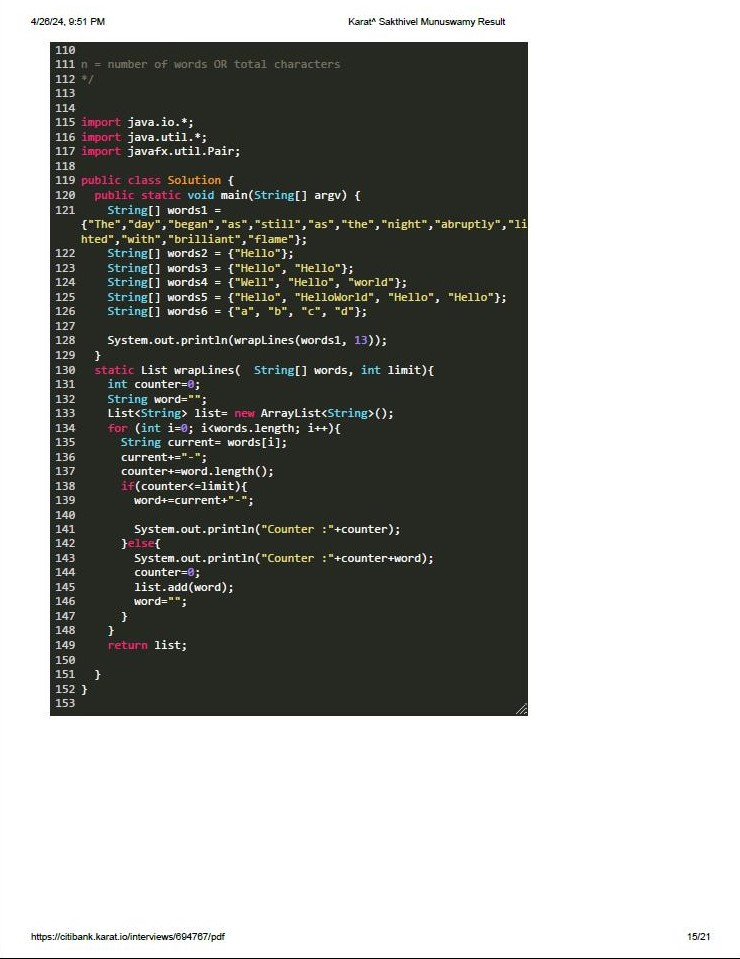 4/26/24, 9:51 PM Karat^ Sakthivel Munuswamy Result
110
111 n = number of words OR total characters
112 */
113
114
115 import java.io.*;
116 import java.util.*;
117 import javafx.util.Pair;
118
119 public class Solution {
120 public static void main(String[] argv) {
121 String[] words1 =
{"The","day","began","as","still","as","the","night","abruptly","li
hted","with","brilliant","flame"};
122 String[] words2 = {"Hello"};
123 String[] words3 = {"Hello", "Hello"};
124 String[] words4 = {"Well", "Hello", "world"};
125 String[] words5 = {"Hello", "HelloWorld", "Hello", "Hello"};
126 String[] words6 = {"a", "b", "c", "d"};
127
128 System.out.println(wrapLines(words1, 13));
129 }
130 static List wrapLines( String[] words, int limit){
131 int counter=0;
132 String word="";
133 List<String> list= new ArrayList<String>();
134 for (int i=0; i<words.length; i++){
135 String current= words[i];
136 current+="-";
137 counter+=word.length();
138 if(counter<=limit){
139 word+=current+"-";
140
141 System.out.println("Counter :"+counter);
142 }else{
143 System.out.println("Counter :"+counter+word);
144 counter=0;
145 list.add(word);
146 word="";
147 }
148 }
149 return list;
150
151 }
152 }
153
https://citibank.karat.io/interviews/694767/pdf 15/21